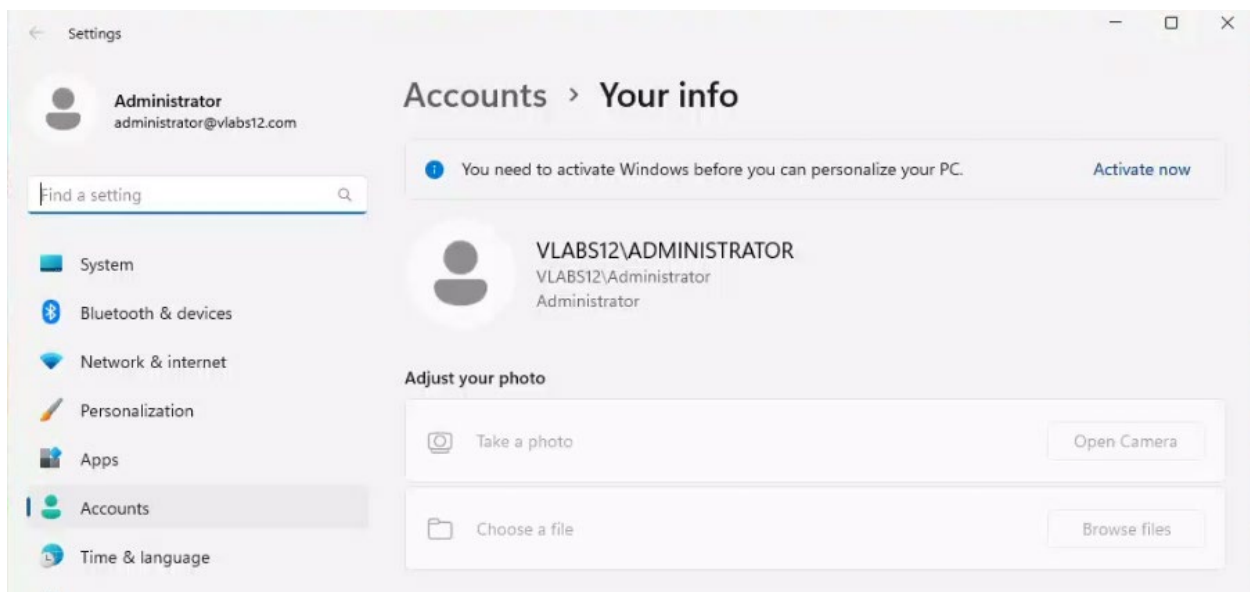 Settings
Administrator
administrator@vlabs12.com
Find a setting
System
Bluetooth & devices
Network & internet
Personalization
Apps
Accounts
Time & language
Accounts > Your info
You need to activate Windows before you can personalize your PC.
Activate now
VLABS12\ADMINISTRATOR
VLABS12\Administrator
Administrator
Adjust your photo
Take a photo
Open Camera
Choose a file
Browse files